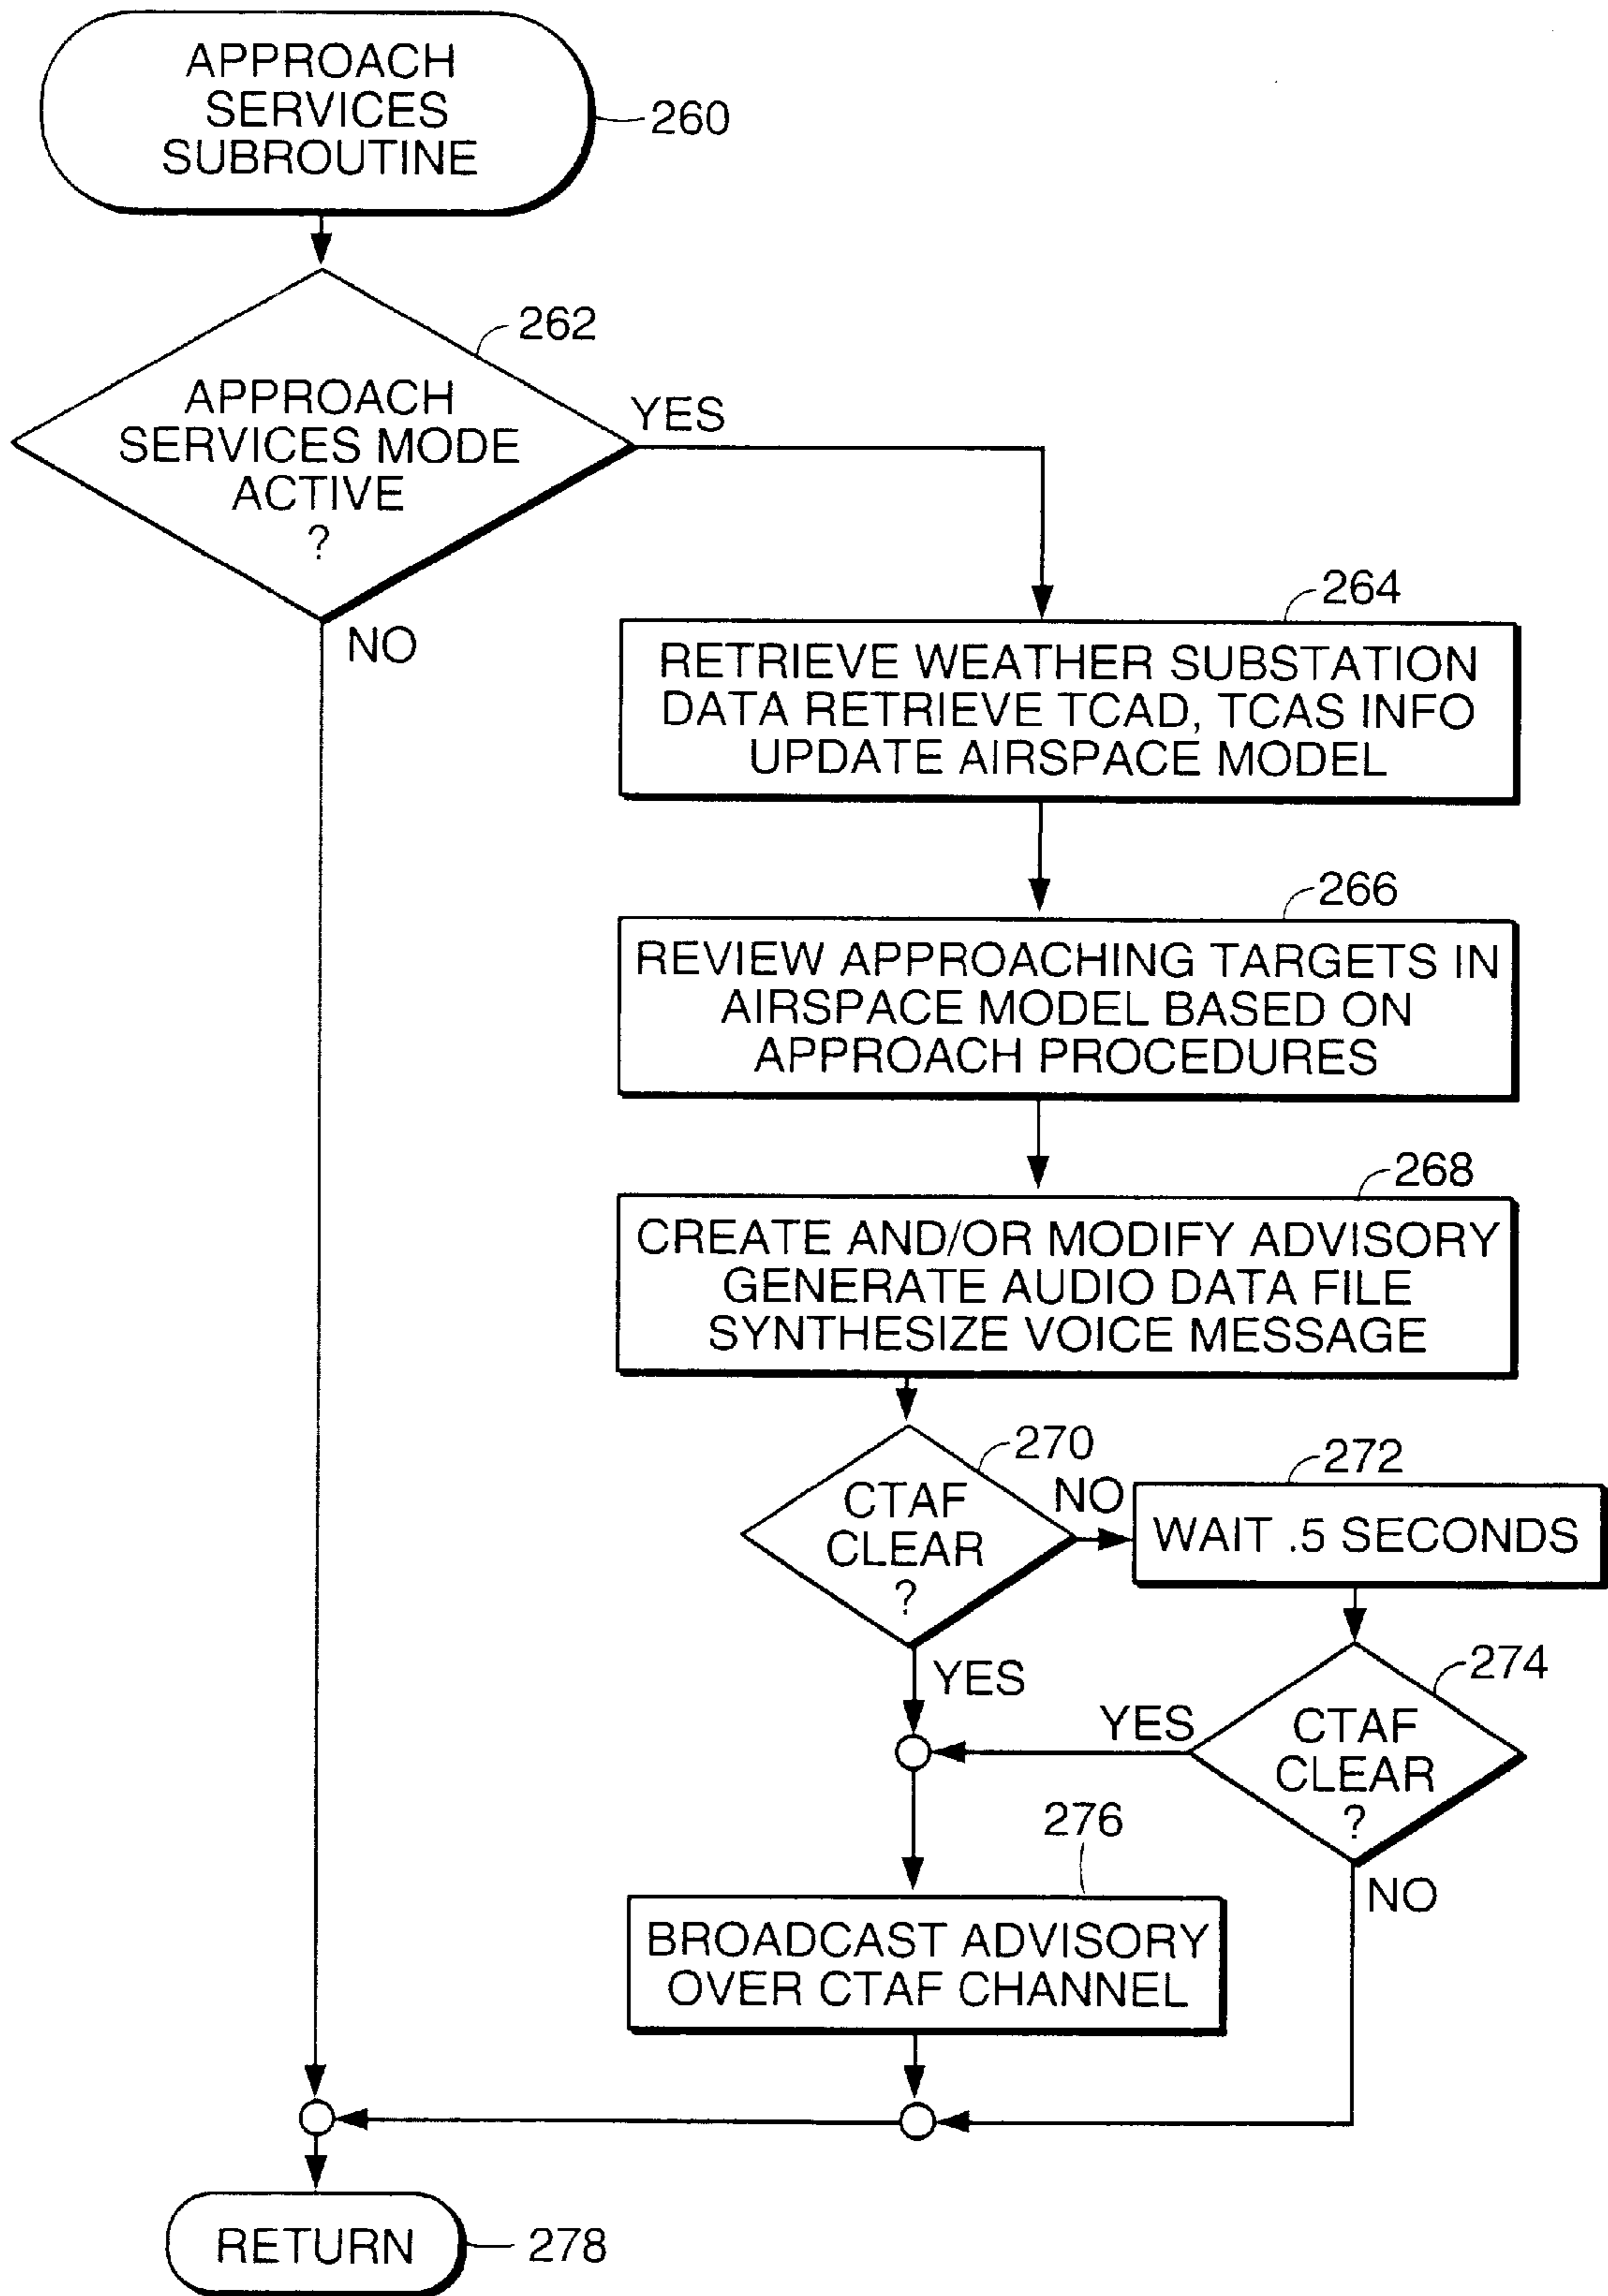 APPROACH
SERVICES
SUBROUTINE
260
262
APPROACH
SERVICES MODE
ACTIVE
?
YES
NO
264
RETRIEVE WEATHER SUBSTATION
DATA RETRIEVE TCAD, TCAS INFO
UPDATE AIRSPACE MODEL
266
REVIEW APPROACHING TARGETS IN
AIRSPACE MODEL BASED ON
APPROACH PROCEDURES
268
CREATE AND/OR MODIFY ADVISORY
GENERATE AUDIO DATA FILE
SYNTHESIZE VOICE MESSAGE
270
CTAF
CLEAR
?
NO
272
WAIT .5 SECONDS
YES
274
CTAF
CLEAR
?
YES
NO
276
BROADCAST ADVISORY
OVER CTAF CHANNEL
RETURN
278